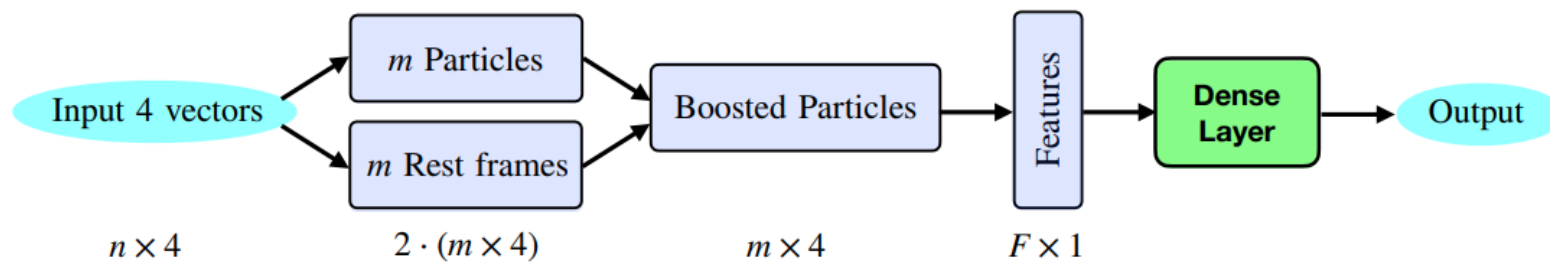 Input 4 vectors
m Particles
m Rest frames
Boosted Particles
Features
Dense
Layer
Output
n × 4
2 · (m × 4)
m × 4
F × 1